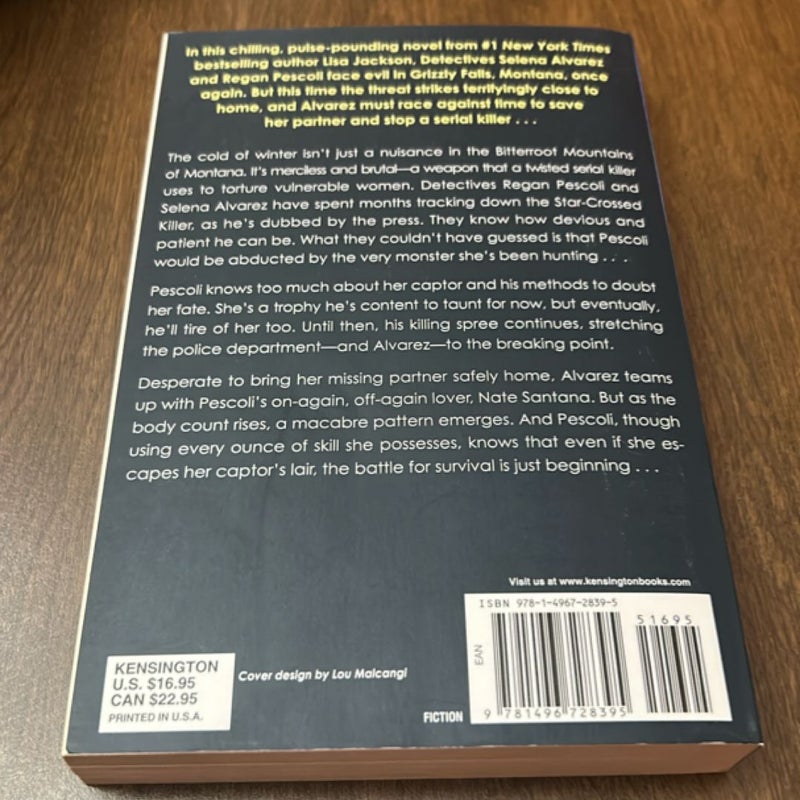 In this chilling, pulse-pounding novel from #1 New York Times
bestselling author Lisa Jackson, Detectives Selena Alvarez
and Regan Pescoli face evil in Grizzly Falls, Montana, once
again. But this time the threat strikes terrifyingly close to
home, and Alvarez must race against time to save
her partner and stop a serial killer . . .
The cold of winter isn't just a nuisance in the Bitterroot Mountains
of Montana. It's merciless and brutal—a weapon that a twisted serial killer
uses to torture vulnerable women. Detectives Regan Pescoli and
Selena Alvarez have spent months tracking down the Star-Crossed
Killer, as he's dubbed by the press. They know how devious and
patient he can be. What they couldn't have guessed is that Pescoli
would be abducted by the very monster she's been hunting . . .
Pescoli knows too much about her captor and his methods to doubt
her fate. She's a trophy he's content to taunt for now, but eventually,
he'll tire of her too. Until then, his killing spree continues, stretching
the police department—and Alvarez—to the breaking point.
Desperate to bring her missing partner safely home, Alvarez teams
up with Pescoli's on-again, off-again lover, Nate Santana. But as the
body count rises, a macabre pattern emerges. And Pescoli, though
using every ounce of skill she possesses, knows that even if she es-
capes her captor's lair, the battle for survival is just beginning . . .
Visit us at www.kensingtonbooks.com
ISBN 978-1-4967-2839-5
51695
EAN
9 781496 728395
KENSINGTON
U.S. $16.95
CAN $22.95
PRINTED IN U.S.A.
Cover design by Lou Malcangi
FICTION